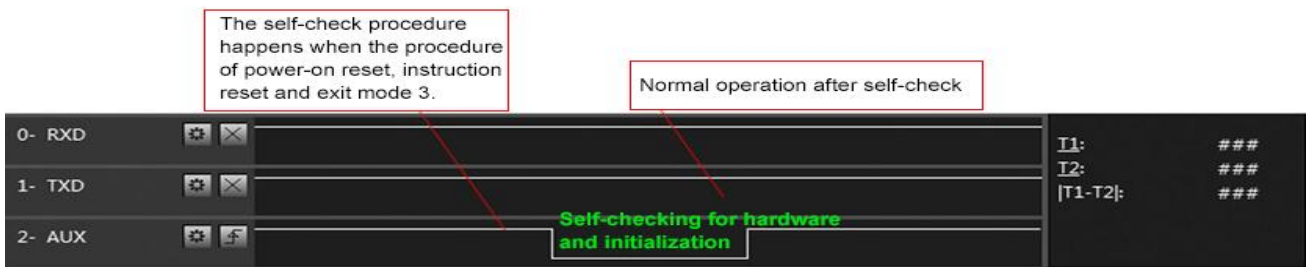 The self-check procedure
happens when the procedure
of power-on reset, instruction
reset and exit mode 3.
Normal operation after self-check
0- RXD
T1: ###
T2: ###
1- TXD
|T1-T2|: ###
Self-checking for hardware
2- AUX
and initialization